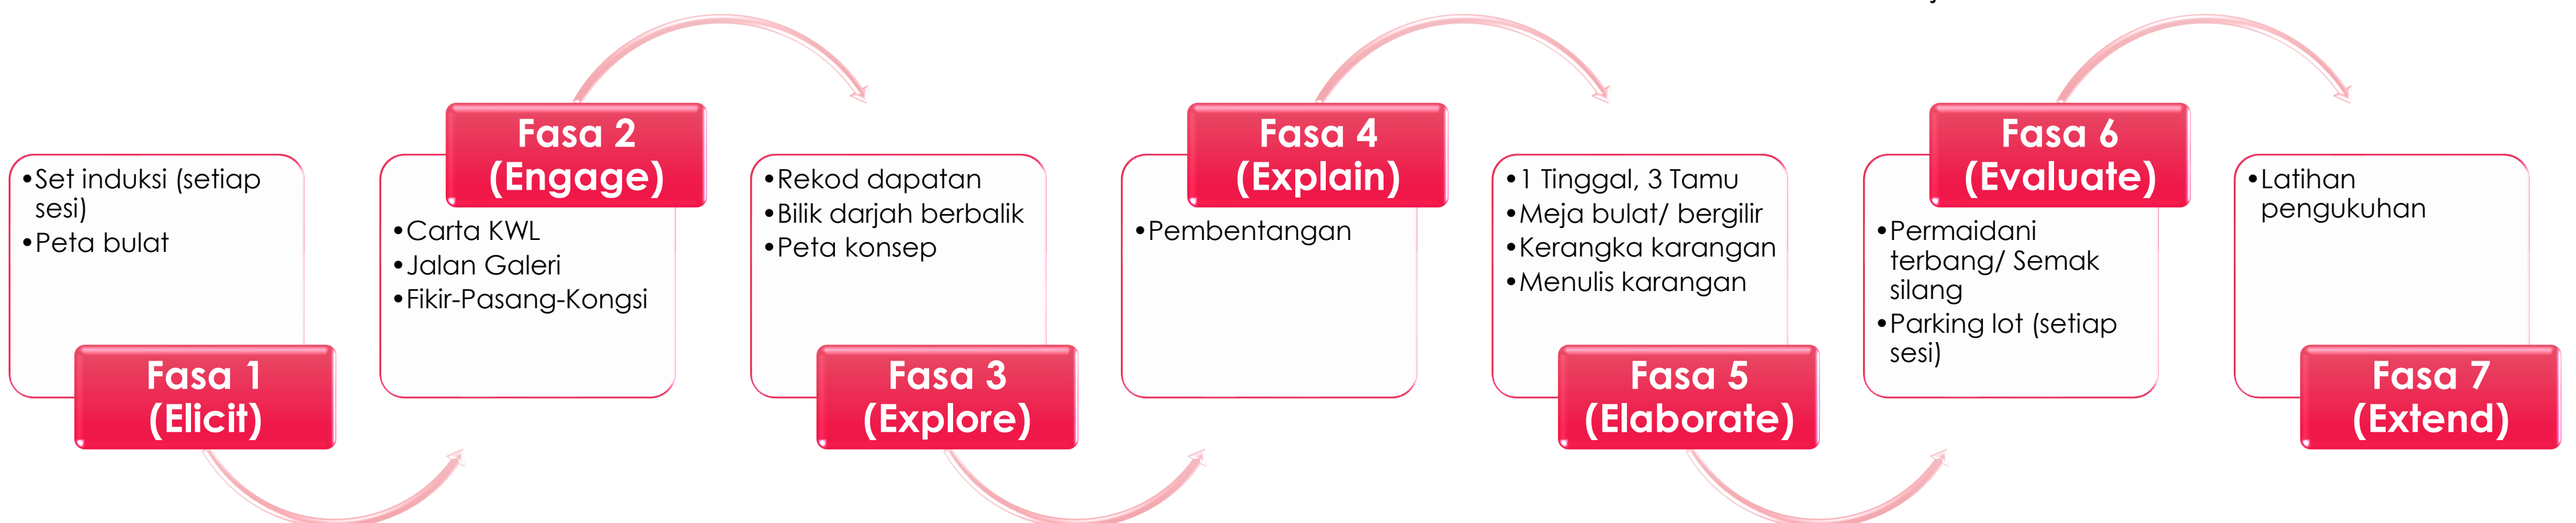 •Set induksi (setiap
sesi)
•Peta bulat
Fasa 1
(Elicit)
Fasa 2
(Engage)
•Carta KWL
•Jalan Galeri
•Fikir-Pasang-Kongsi
•Rekod dapatan
•Bilik darjah berbalik
•Peta konsep
Fasa 3
(Explore)
Fasa 4
(Explain)
•Pembentangan
•1 Tinggal, 3 Tamu
•Meja bulat/ bergilir
•Kerangka karangan
•Menulis karangan
Fasa 5
(Elaborate)
Fasa 6
(Evaluate)
•Permaidani
terbang/ Semak
silang
•Parking lot (setiap
sesi)
•Latihan
pengukuhan
Fasa 7
(Extend)